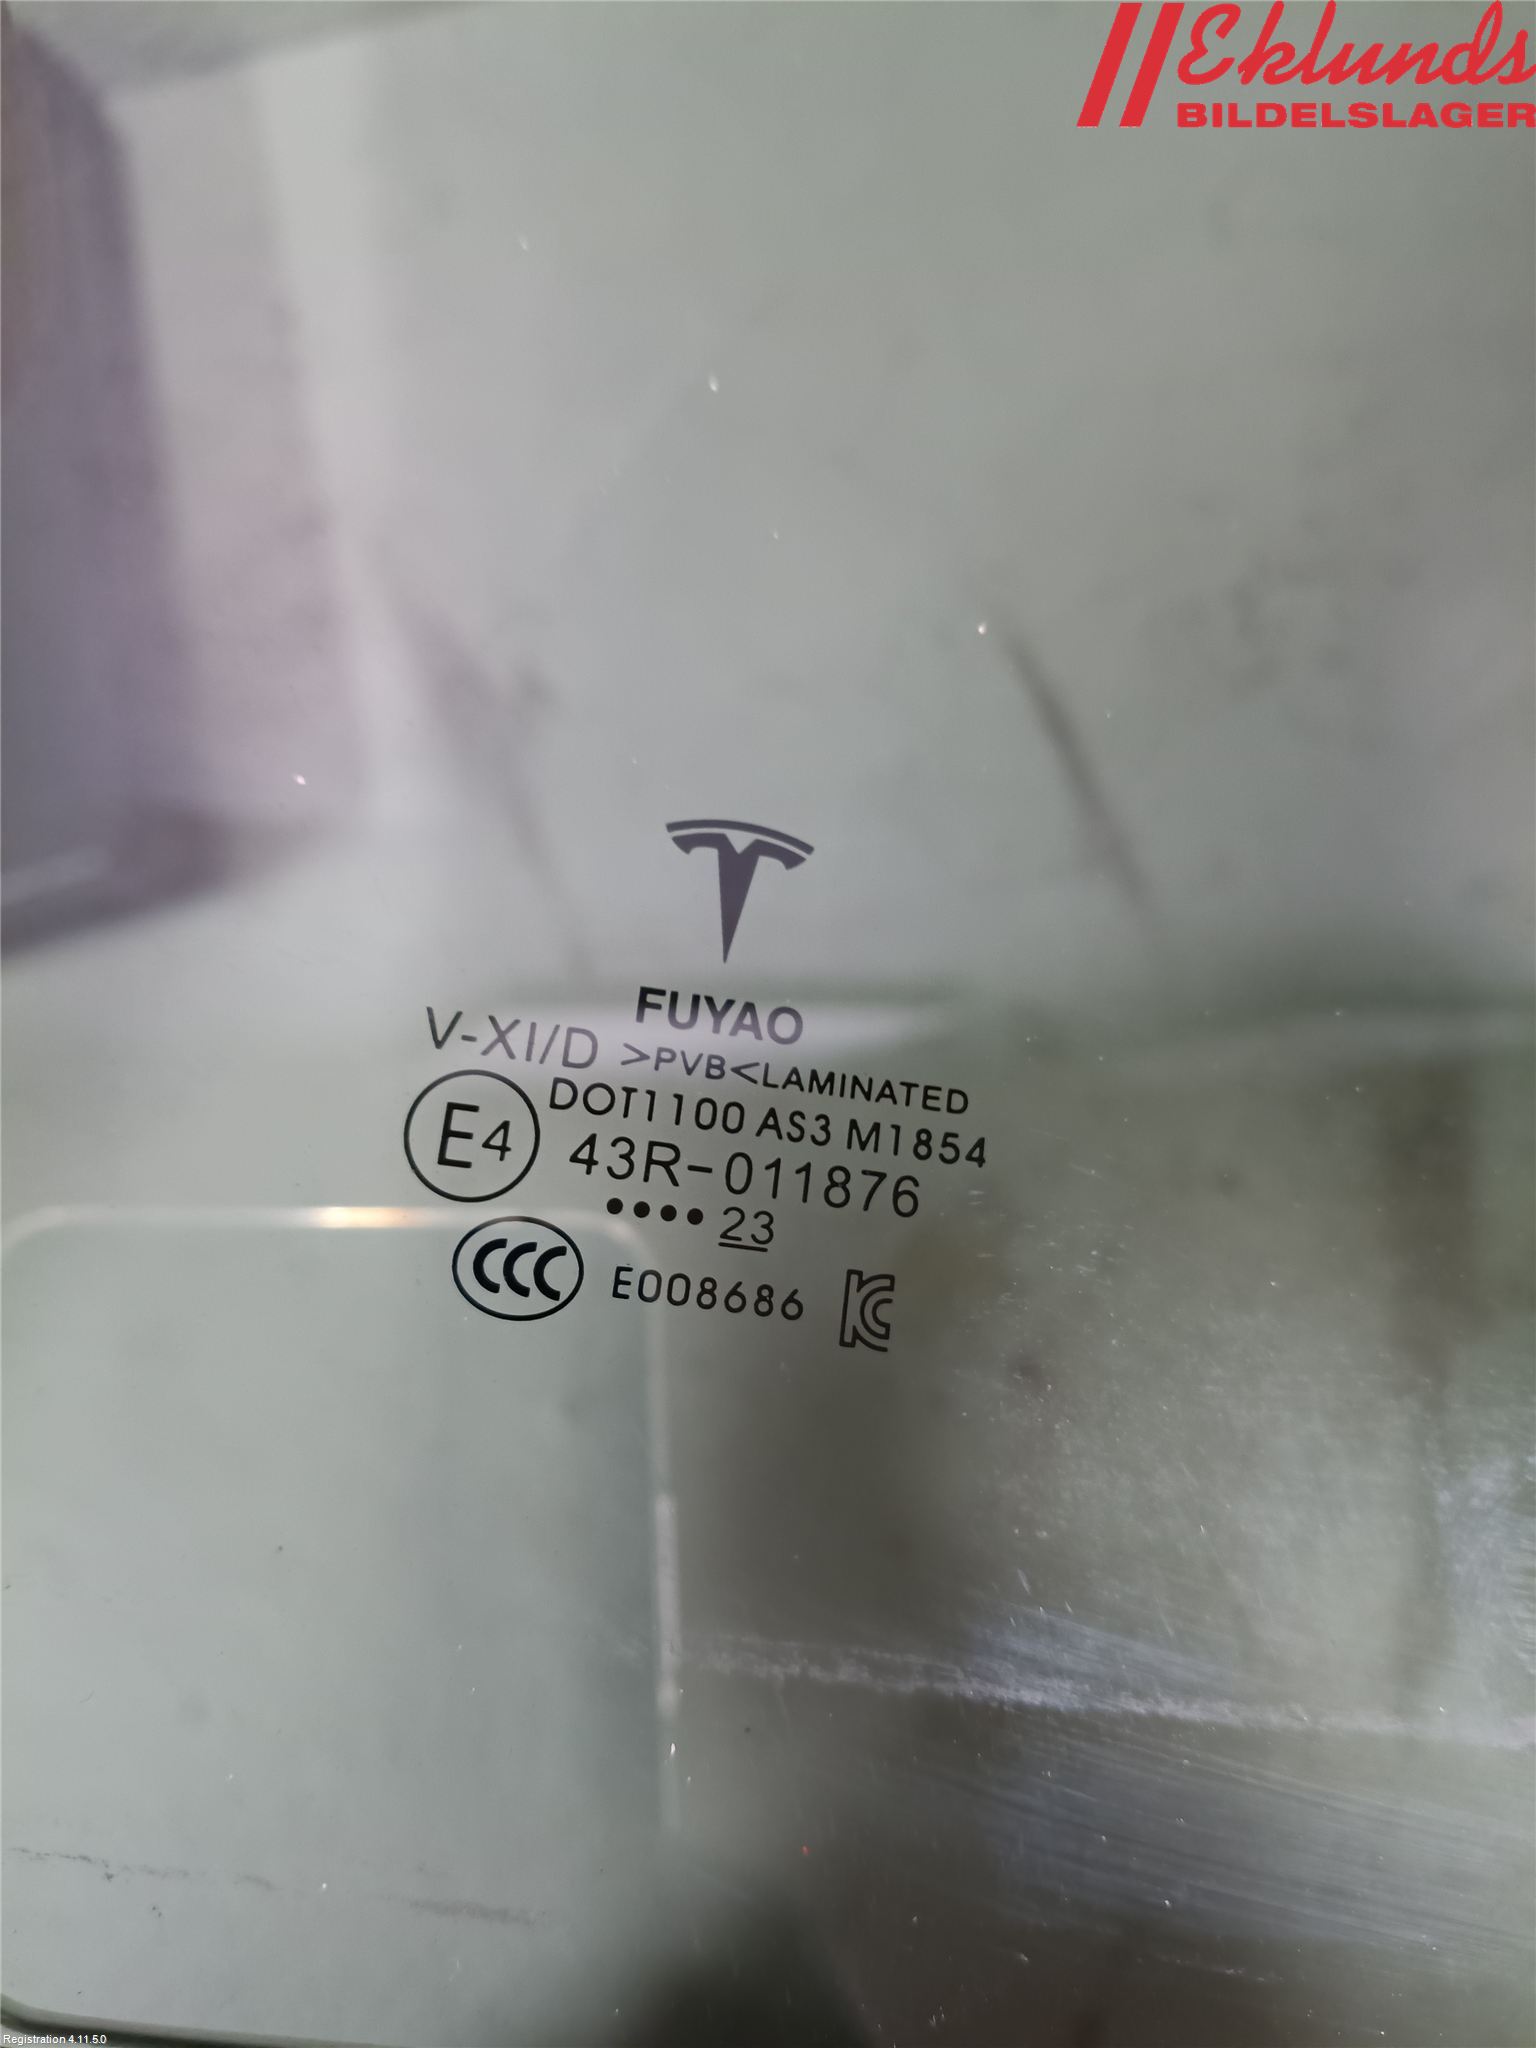 Eklunds
BILDELSLAGER
FUYAO
V-XI/D >PVB<LAMINATED
DOT1100 AS3 M1854
E4 43R-011876
•••• 23
CCC E008686 KC
Registration 4.11.5.0